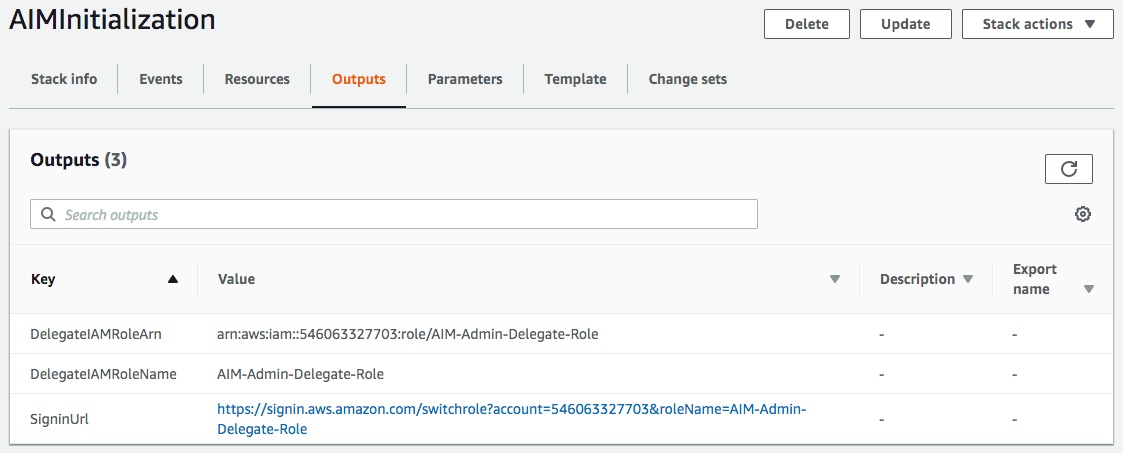 AIMInitialization
Delete
Update
Stack actions
Stack info
Events
Resources
Outputs
Parameters
Template
Change sets
Outputs (3)
Search outputs
Key
Value
Description
Export
name
DelegateIAMRoleArn
arn:aws:iam::546063327703:role/AIM-Admin-Delegate-Role
-
-
DelegateIAMRoleName
AIM-Admin-Delegate-Role
-
-
SigninUrl
https://signin.aws.amazon.com/switchrole?account=546063327703&roleName=AIM-Admin-
Delegate-Role
-
-